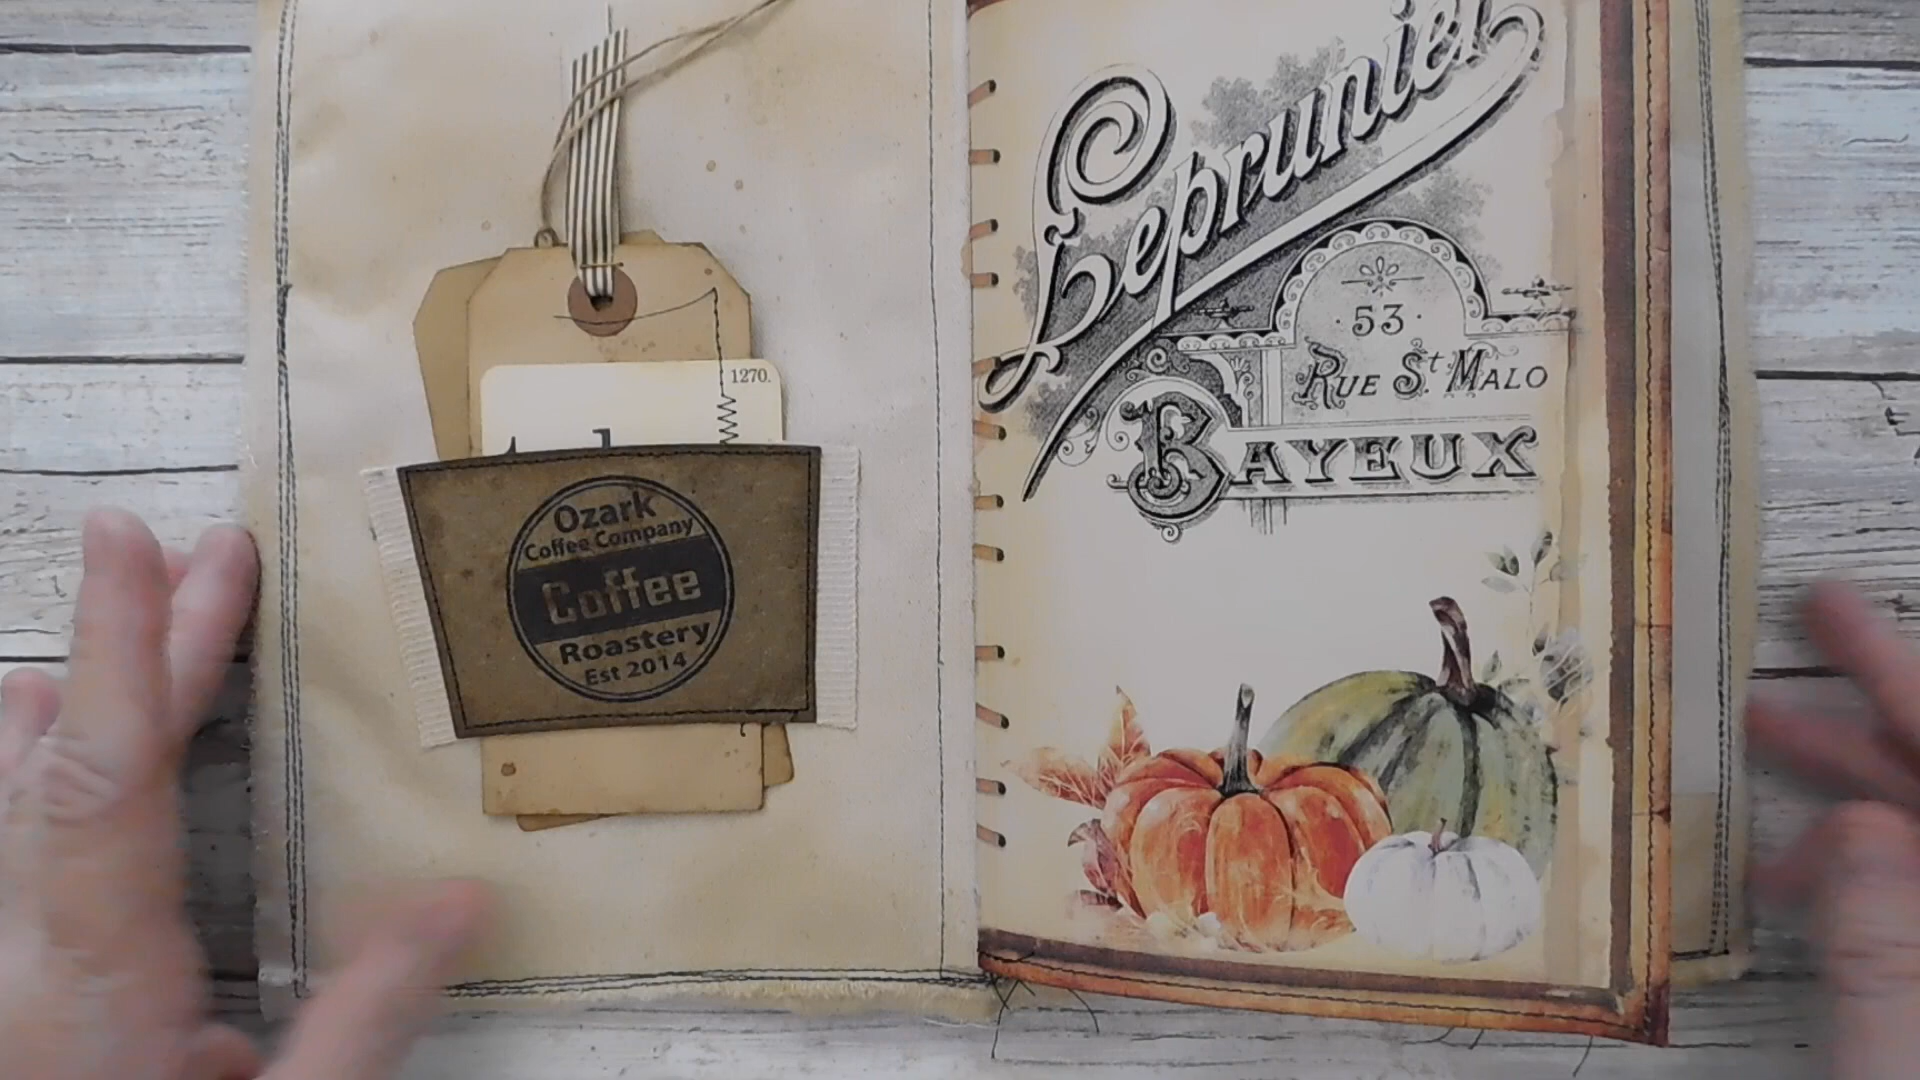 1270.
Ozark
Coffee Company
Coffee
Roastery
Est 2014
Leprunier
· 53 ·
Rue St. Malo
Bayeux